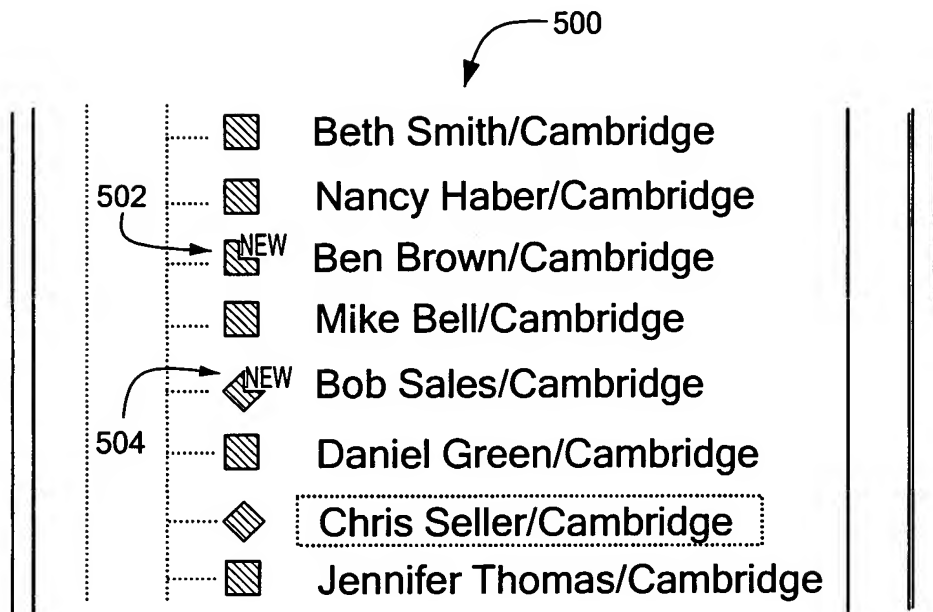 500
Beth Smith/Cambridge
502
Nancy Haber/Cambridge
NEW Ben Brown/Cambridge
Mike Bell/Cambridge
NEW Bob Sales/Cambridge
504
Daniel Green/Cambridge
Chris Seller/Cambridge
Jennifer Thomas/Cambridge